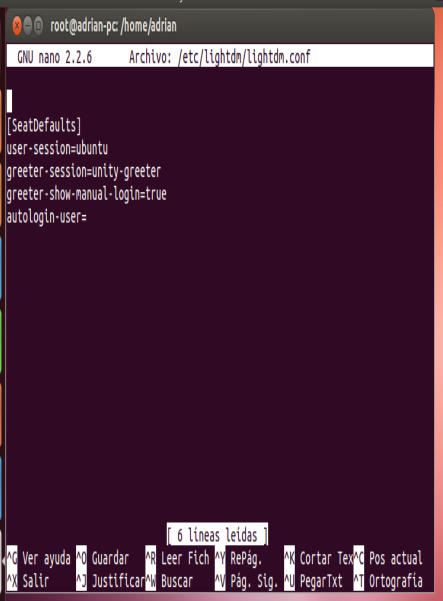 root@adrian-pc: /home/adrian
GNU nano 2.2.6 Archivo: /etc/lightdm/lightdm.conf
[SeatDefaults]
user-session=ubuntu
greeter-session=unity-greeter
greeter-show-manual-login=true
autologin-user=
[ 6 líneas leídas ]
^G Ver ayuda ^O Guardar ^R Leer Fich ^Y RePág. ^K Cortar Tex ^C Pos actual
^X Salir ^J Justificar ^W Buscar ^V Pág. Sig. ^U PegarTxt ^T Ortografía